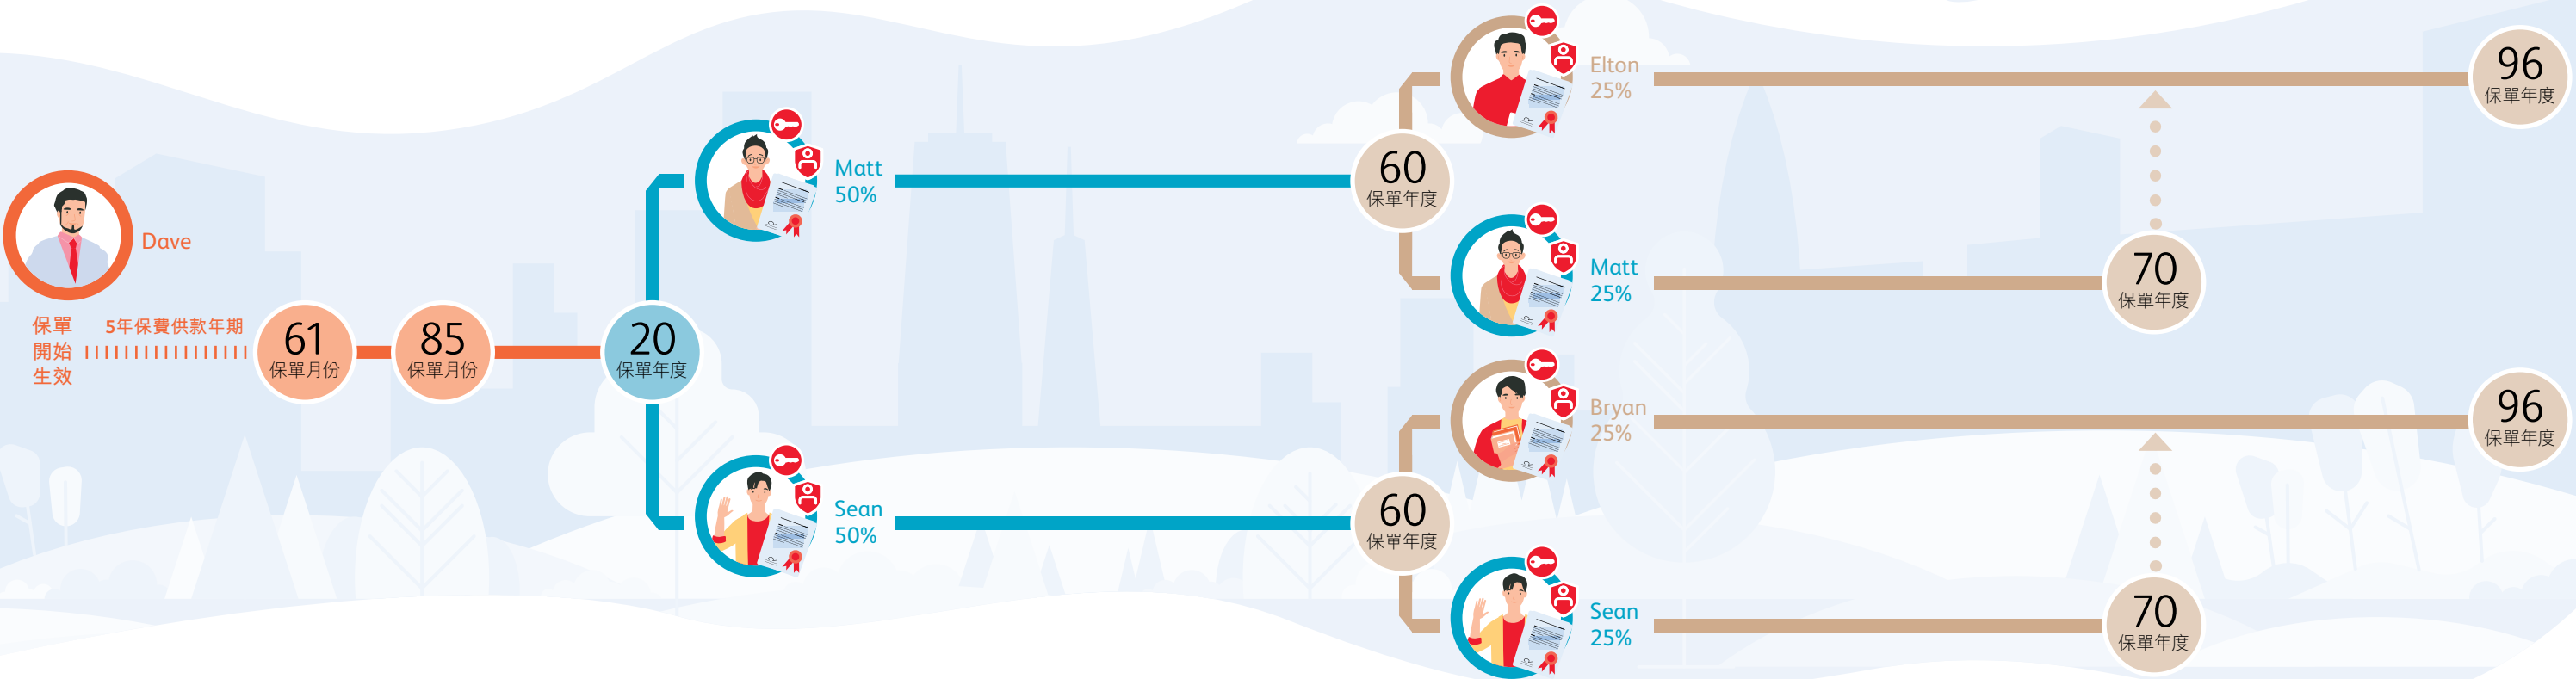 Dave
保單
開始
生效
5年保費供款年期
61
保單月份
85
保單月份
20
保單年度
Matt
50%
Sean
50%
60
保單年度
Elton
25%
Matt
25%
60
保單年度
Bryan
25%
Sean
25%
70
保單年度
96
保單年度
70
保單年度
96
保單年度